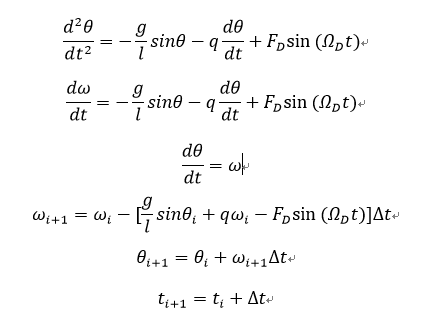 d²θ/dt² = −g/l sinθ − q dθ/dt + F_D sin (Ω_D t)↵
dω/dt = −g/l sinθ − q dθ/dt + F_D sin (Ω_D t)↵
dθ/dt = ω↵
ω_{i+1} = ω_i − [g/l sinθ_i + qω_i − F_D sin (Ω_D t)]Δt↵
θ_{i+1} = θ_i + ω_{i+1}Δt↵
t_{i+1} = t_i + Δt↵